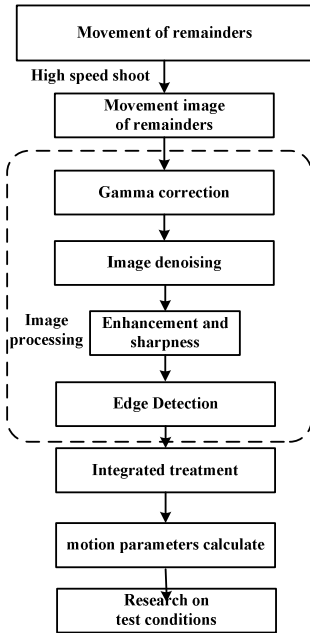 Movement of remainders
High speed shoot
Movement image
of remainders
Gamma correction
Image denoising
Image
processing
Enhancement and
sharpness
Edge Detection
Integrated treatment
motion parameters calculate
Research on
test conditions